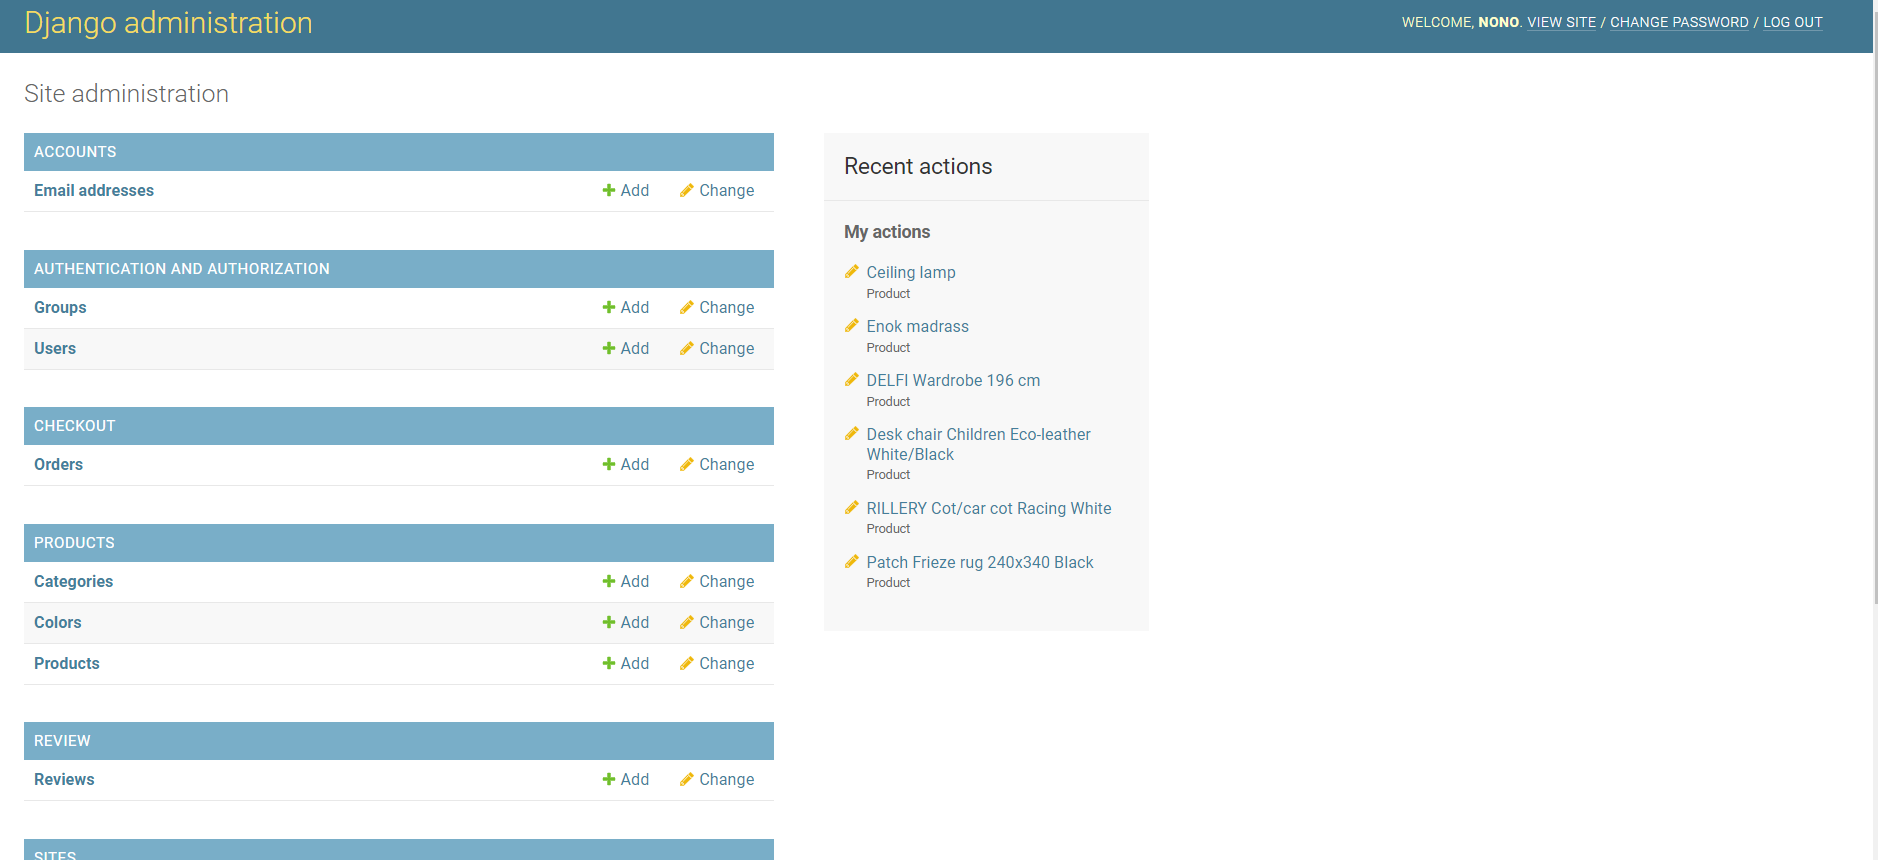 Django administration
WELCOME, NONO. VIEW SITE / CHANGE PASSWORD / LOG OUT
Site administration
ACCOUNTS
Email addresses Add Change
AUTHENTICATION AND AUTHORIZATION
Groups Add Change
Users Add Change
CHECKOUT
Orders Add Change
PRODUCTS
Categories Add Change
Colors Add Change
Products Add Change
REVIEW
Reviews Add Change
SITES
Recent actions
My actions
Ceiling lamp
Product
Enok madrass
Product
DELFI Wardrobe 196 cm
Product
Desk chair Children Eco-leather
White/Black
Product
RILLERY Cot/car cot Racing White
Product
Patch Frieze rug 240x340 Black
Product